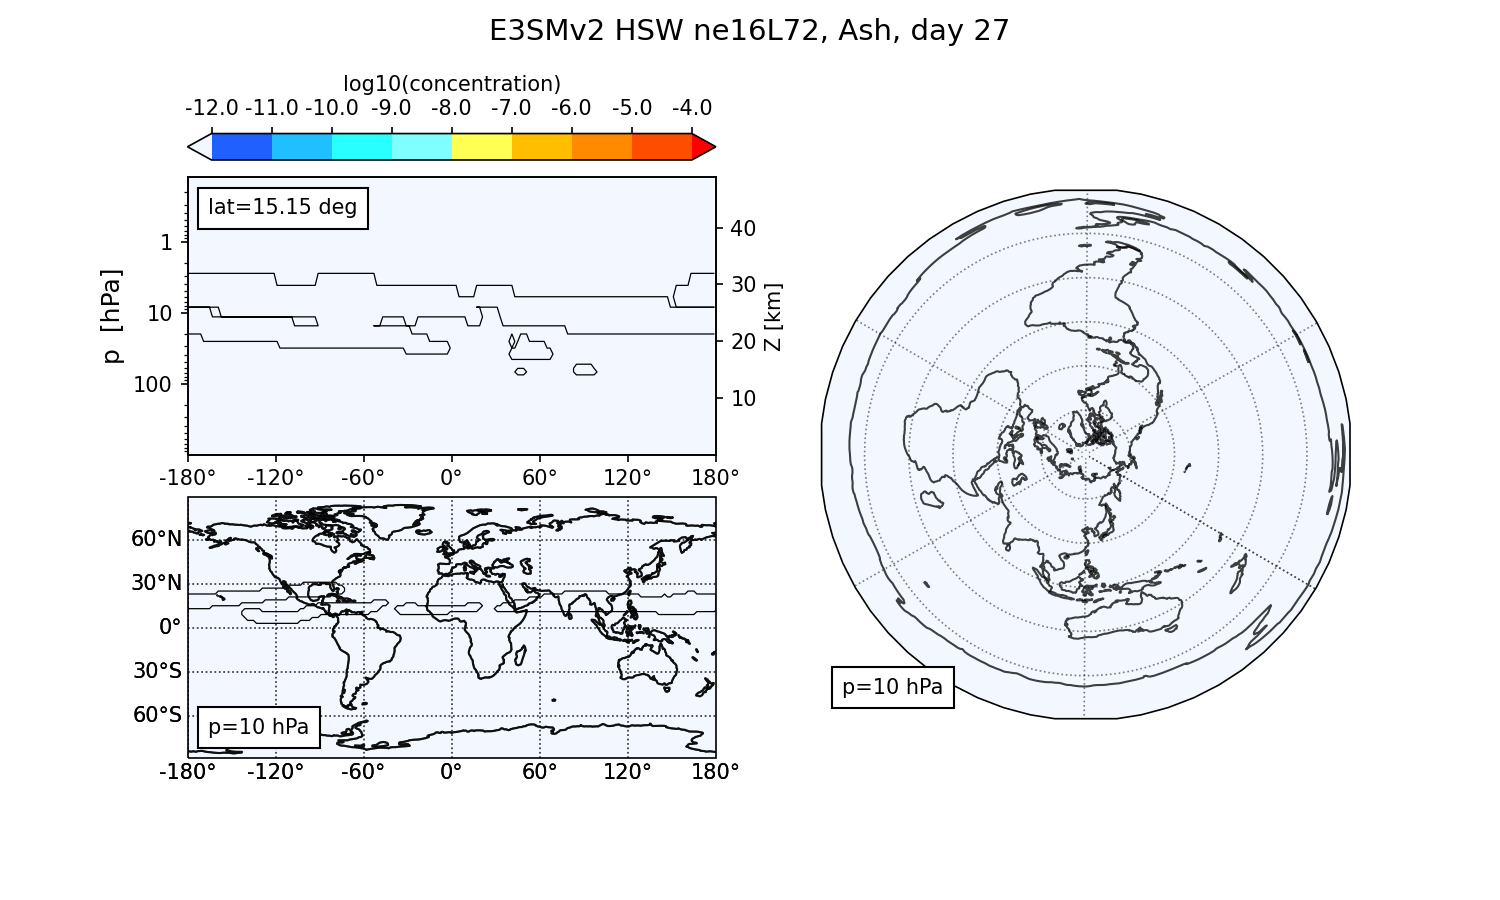 E3SMv2 HSW ne16L72, Ash, day 27
log10(concentration)
-12.0 -11.0 -10.0 -9.0 -8.0 -7.0 -6.0 -5.0 -4.0
lat=15.15 deg
1
10
100
p [hPa]
40
30
20
10
Z [km]
-180° -120° -60° 0° 60° 120° 180°
60°N
30°N
0°
30°S
60°S
p=10 hPa
-180° -120° -60° 0° 60° 120° 180°
p=10 hPa